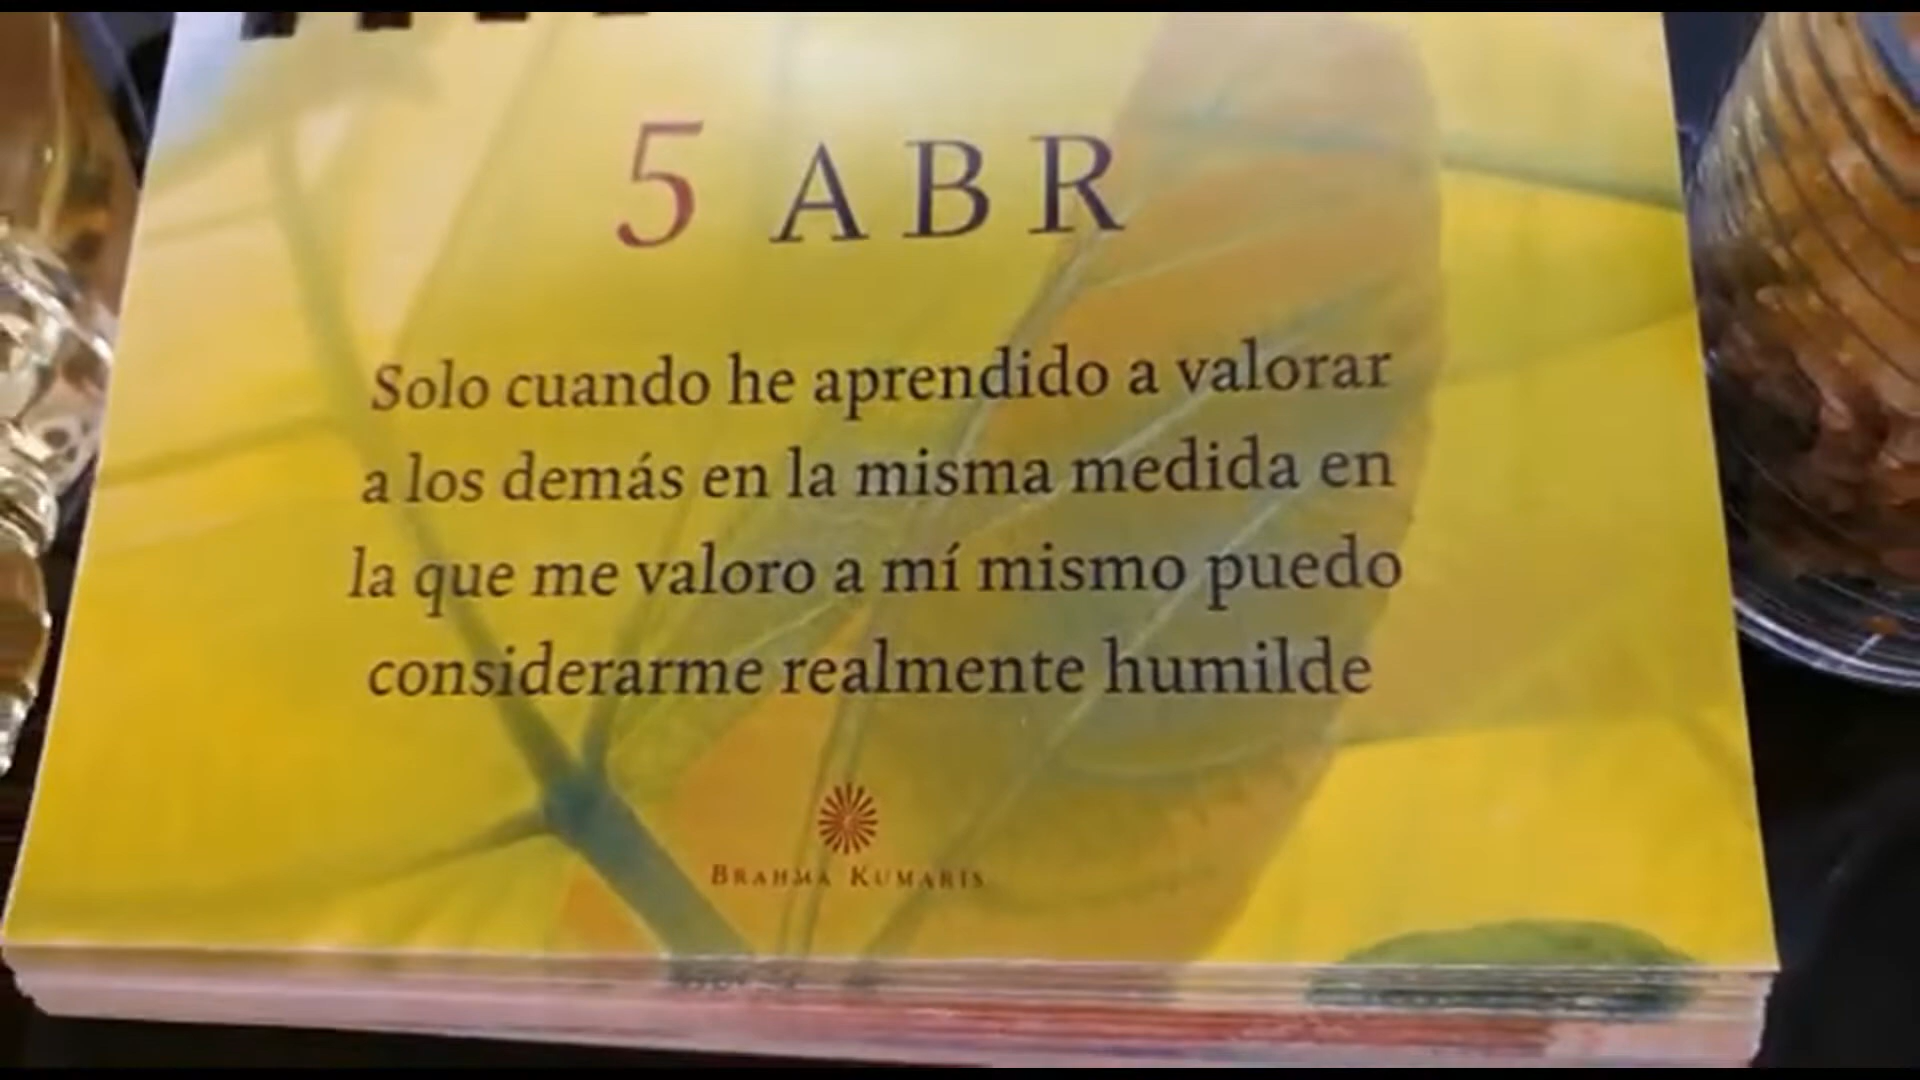 5 ABR
Solo cuando he aprendido a valorar
a los demás en la misma medida en
la que me valoro a mí mismo puedo
considerarme realmente humilde
BRAHMA KUMARIS